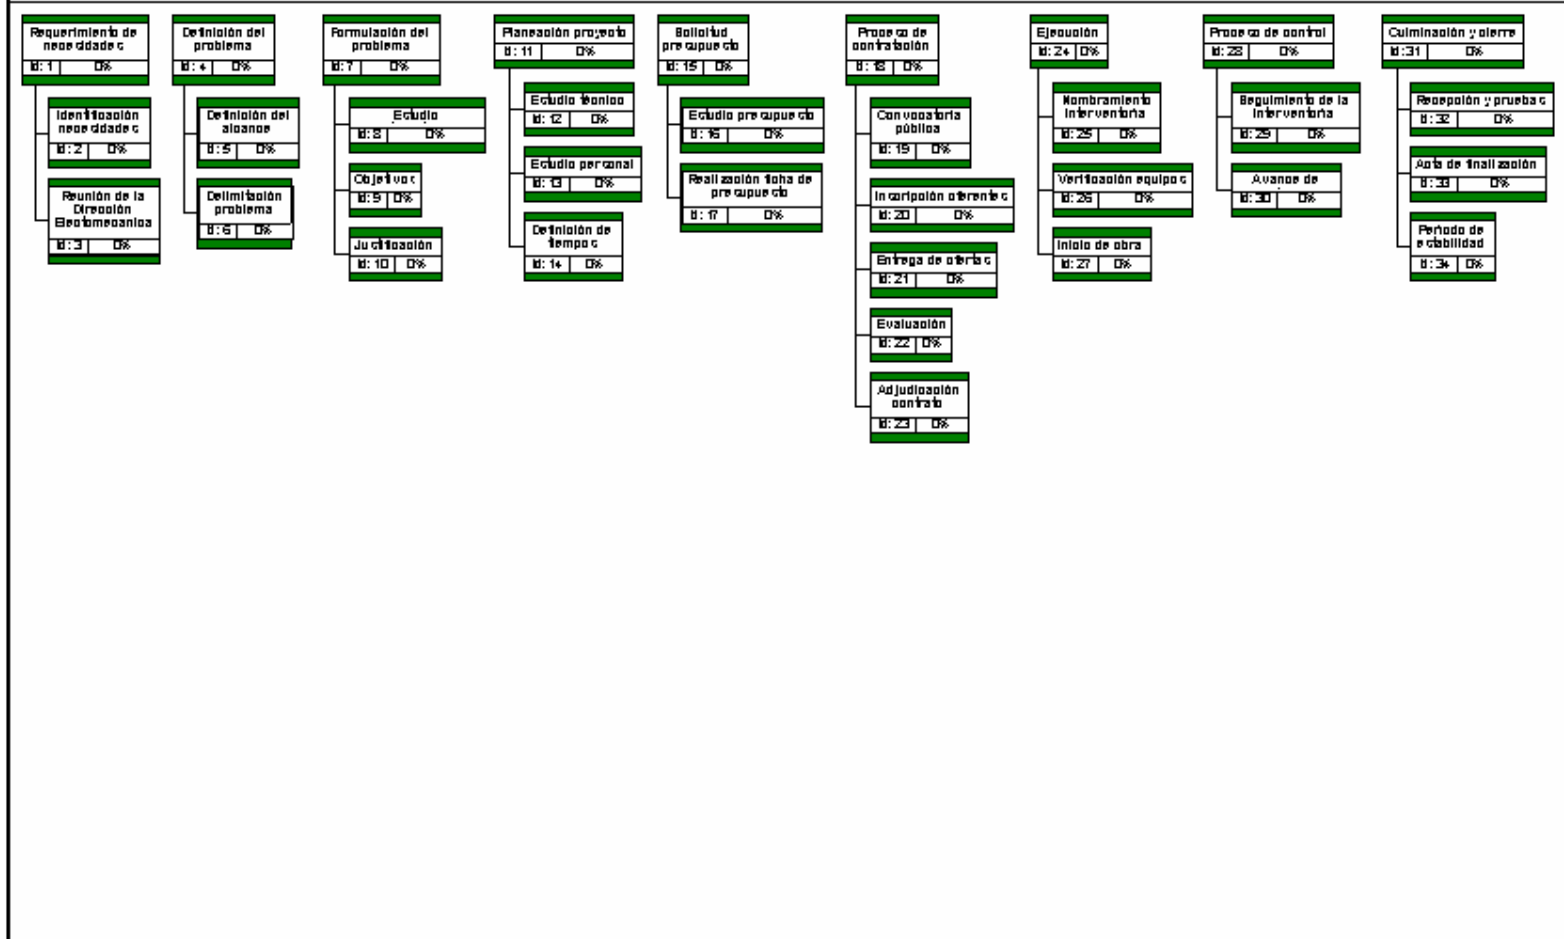 Requerimiento de
necesidades
Id: 1 0%
Identificación
necesidades
Id: 2 0%
Reunión de la
Dirección
Electomecanica
Id: 3 0%
Definición del
problema
Id: 4 0%
Definición del
alcance
Id: 5 0%
Delimitación
problema
Id: 6 0%
Formulación del
problema
Id: 7 0%
Estudio
Id: 8 0%
Objetivos
Id: 9 0%
Justificación
Id: 10 0%
Planeación proyecto
Id: 11 0%
Estudio técnico
Id: 12 0%
Estudio personal
Id: 13 0%
Definición de
tiempos
Id: 14 0%
Solicitud
presupuesto
Id: 15 0%
Estudio presupuesto
Id: 16 0%
Realización ficha de
presupuesto
Id: 17 0%
Proceso de
contratación
Id: 18 0%
Convocatoria
pública
Id: 19 0%
Inscripción oferentes
Id: 20 0%
Entrega de ofertas
Id: 21 0%
Evaluación
Id: 22 0%
Adjudicación
contrato
Id: 23 0%
Ejecución
Id: 24 0%
Nombramiento
interventoría
Id: 25 0%
Verificación equipos
Id: 26 0%
Inicio de obra
Id: 27 0%
Proceso de control
Id: 28 0%
Seguimiento de la
interventoría
Id: 29 0%
Avance de
Id: 30 0%
Culminación y cierre
Id: 31 0%
Recepción y pruebas
Id: 32 0%
Acta de finalización
Id: 33 0%
Período de
estabilidad
Id: 34 0%